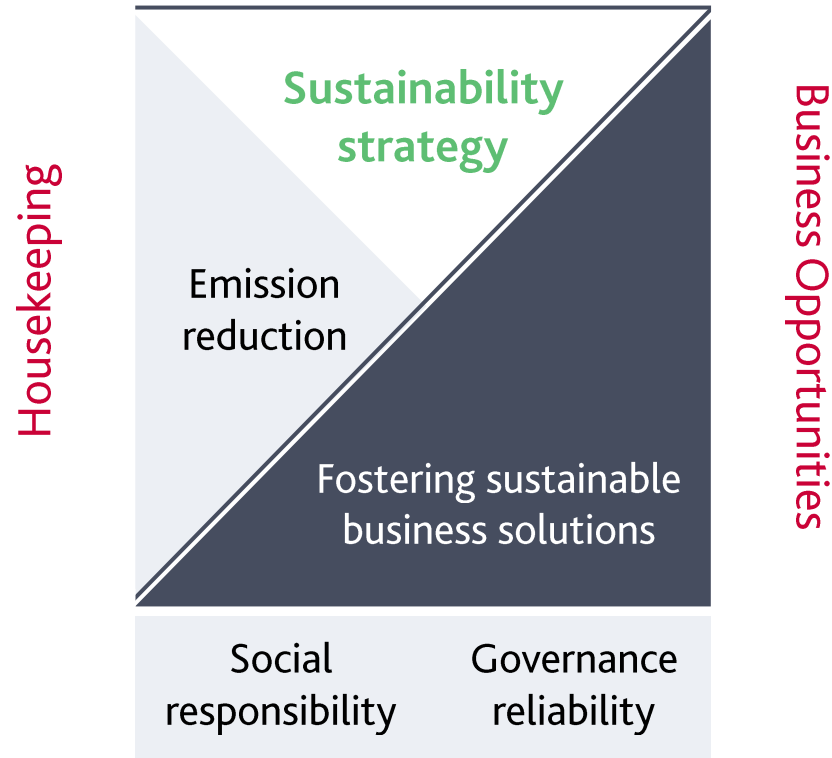 Sustainability
strategy
Housekeeping
Business Opportunities
Emission
reduction
Fostering sustainable
business solutions
Social
responsibility
Governance
reliability